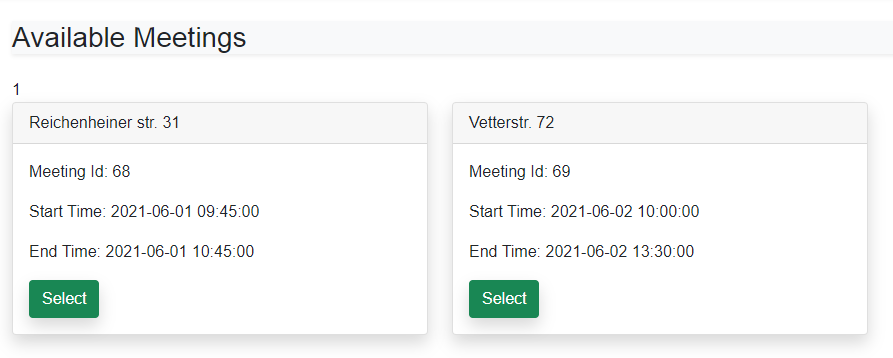 Available Meetings
1
Reichenheiner str. 31
Meeting Id: 68
Start Time: 2021-06-01 09:45:00
End Time: 2021-06-01 10:45:00
Select
Vetterstr. 72
Meeting Id: 69
Start Time: 2021-06-02 10:00:00
End Time: 2021-06-02 13:30:00
Select